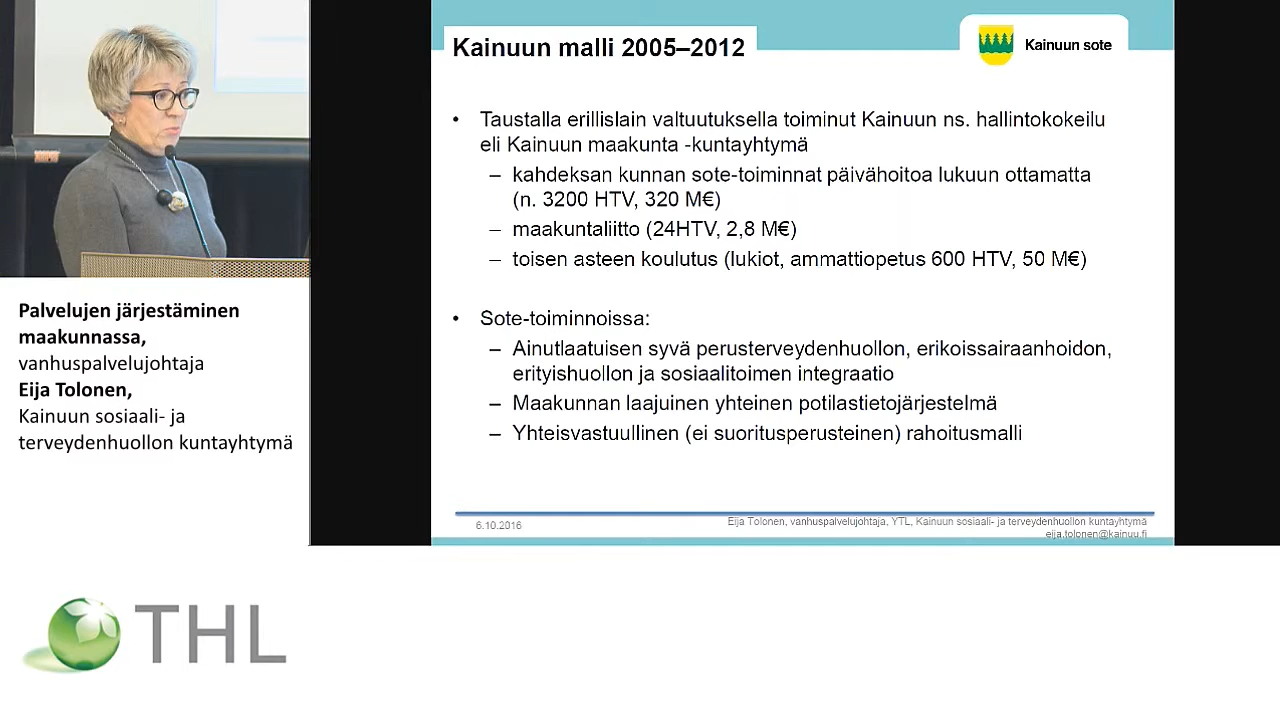 Kainuun malli 2005–2012
Kainuun sote
• Taustalla erillislain valtuutuksella toiminut Kainuun ns. hallintokokeilu
eli Kainuun maakunta -kuntayhtymä
– kahdeksan kunnan sote-toiminnat päivähoitoa lukuun ottamatta
(n. 3200 HTV, 320 M€)
– maakuntaliitto (24HTV, 2,8 M€)
– toisen asteen koulutus (lukiot, ammattiopetus 600 HTV, 50 M€)
• Sote-toiminnoissa:
– Ainutlaatuisen syvä perusterveydenhuollon, erikoissairaanhoidon,
erityishuollon ja sosiaalitoimen integraatio
– Maakunnan laajuinen yhteinen potilastietojärjestelmä
– Yhteisvastuullinen (ei suoritusperusteinen) rahoitusmalli
6.10.2016
Eija Tolonen, vanhuspalvelujohtaja, YTL, Kainuun sosiaali- ja terveydenhuollon kuntayhtymä
eija.tolonen@kainuu.fi
Palvelujen järjestäminen
maakunnassa,
vanhuspalvelujohtaja
Eija Tolonen,
Kainuun sosiaali- ja
terveydenhuollon kuntayhtymä
THL